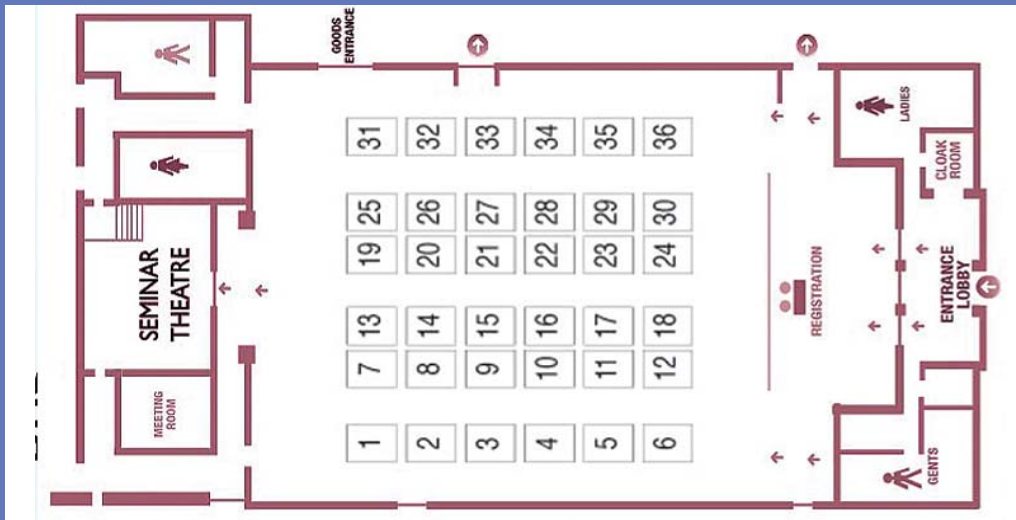 GOODS
ENTRANCE
LADIES
CLOAK
ROOM
31 32 33 34 35 36
25 26 27 28 29 30
19 20 21 22 23 24
SEMINAR
THEATRE
REGISTRATION
ENTRANCE
LOBBY
13 14 15 16 17 18
7 8 9 10 11 12
MEETING
ROOM
1 2 3 4 5 6
GENTS